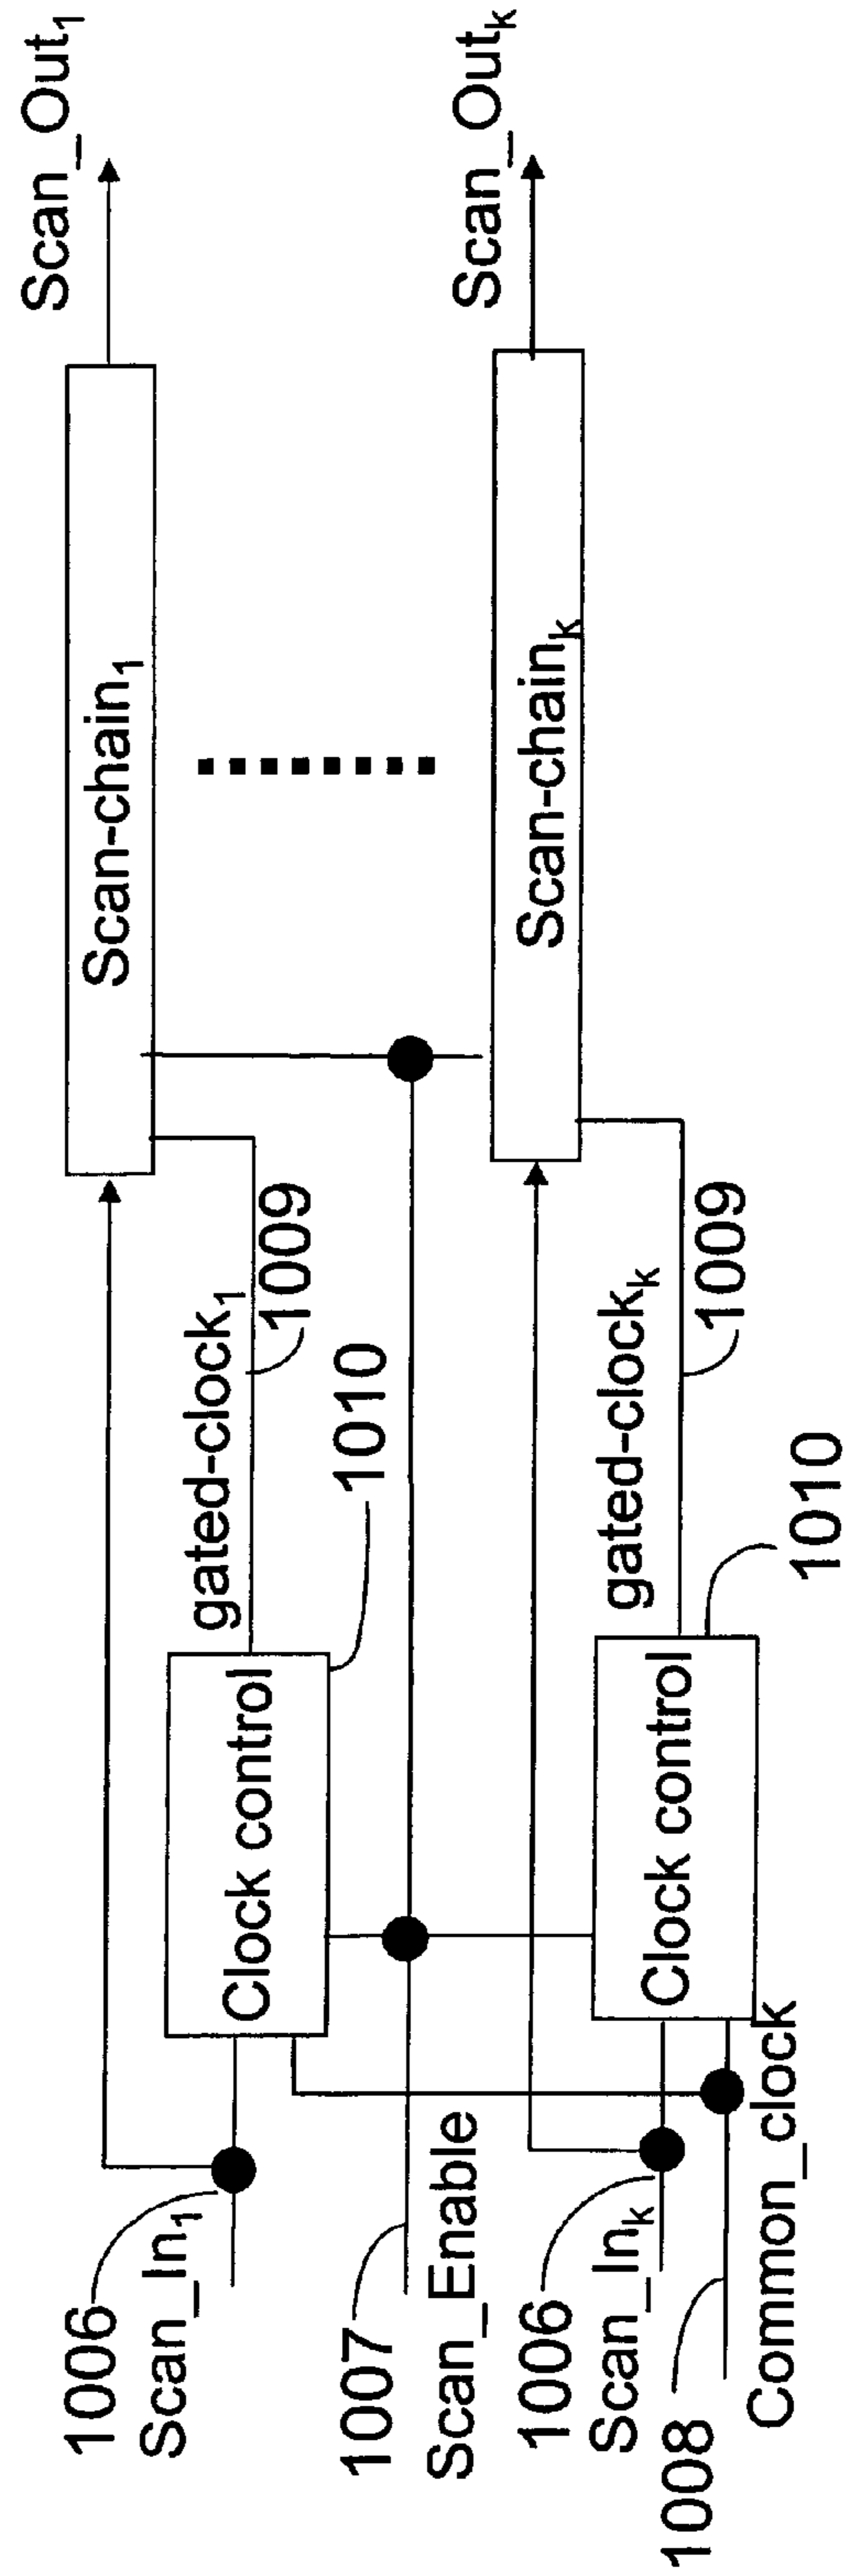 Scan_Out1
Scan-chain1
gated-clock1
1009
1010
Clock control
1006
Scan_In1
1007
Scan_Enable
Scan_Outk
Scan-chaink
gated-clockk
1009
1010
Clock control
1006
Scan_Ink
1008
Common_clock